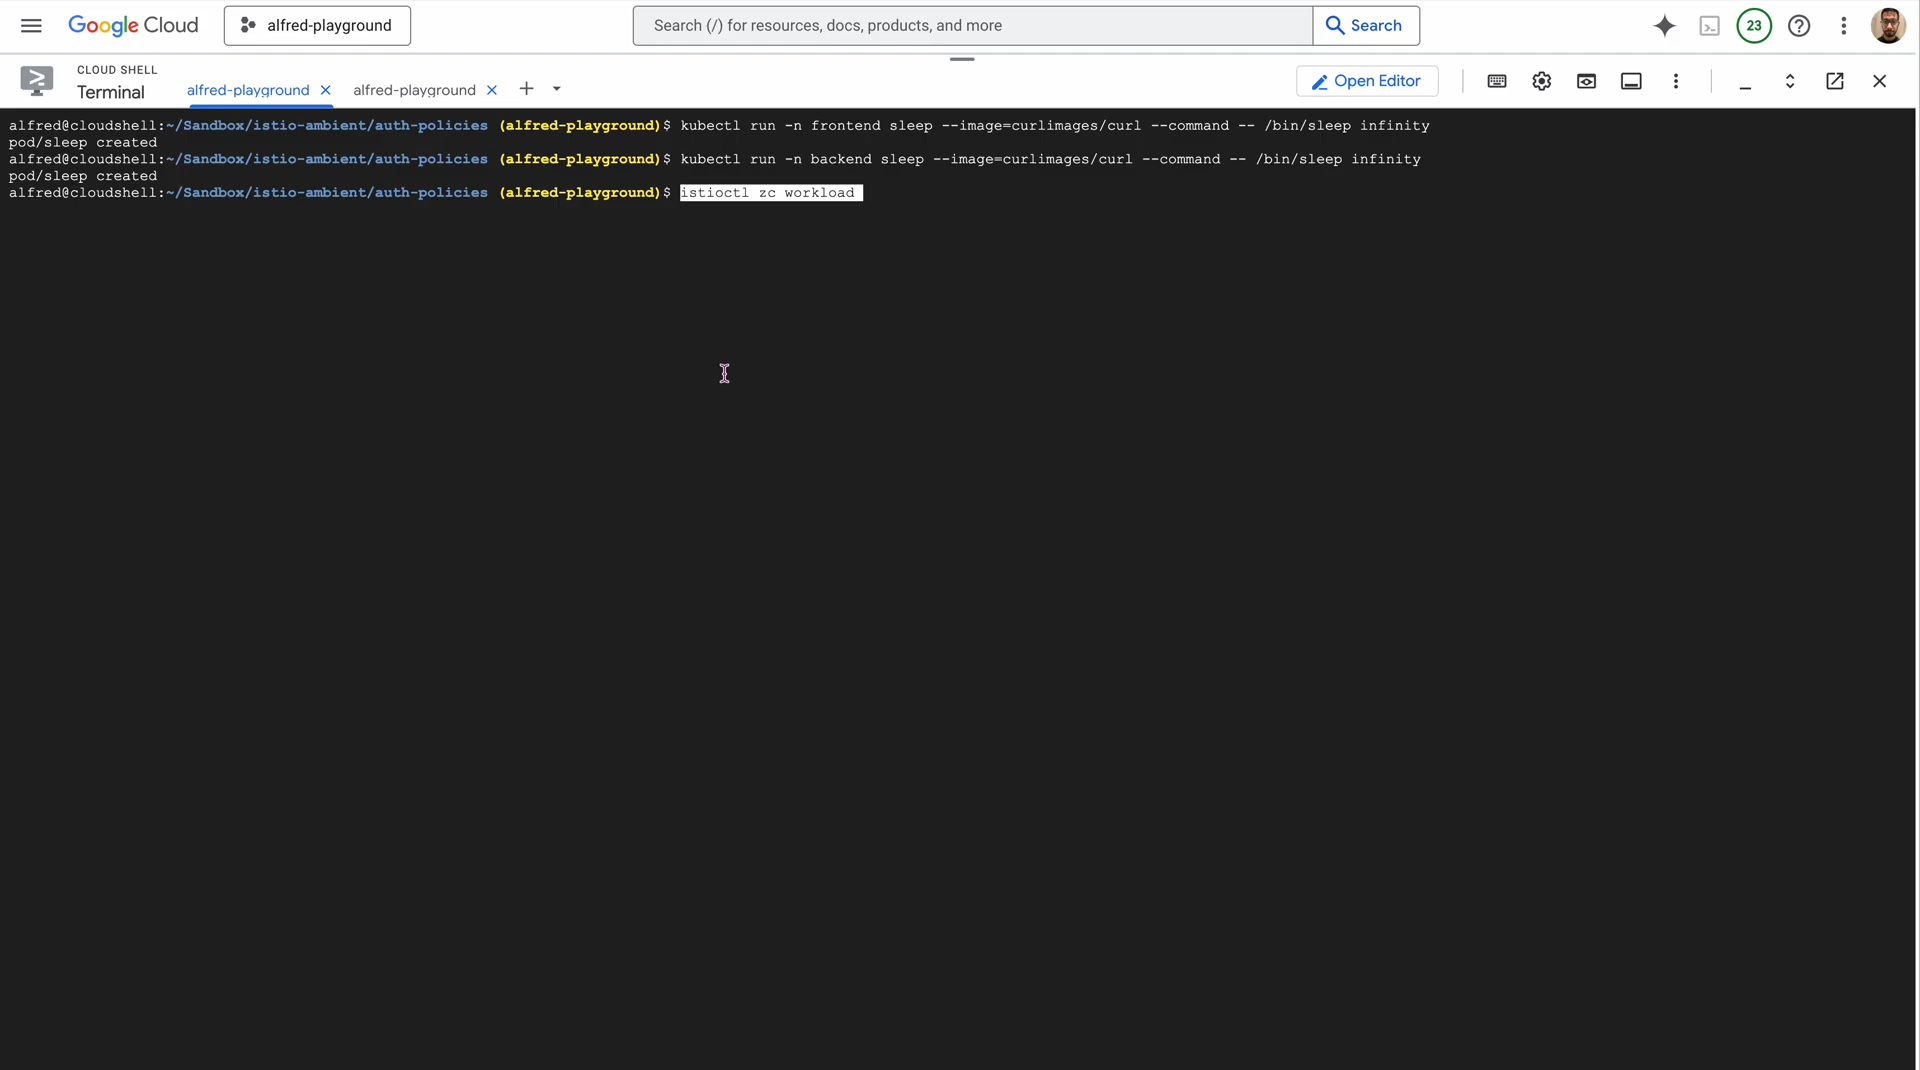 Google Cloud
alfred-playground
Search (/) for resources, docs, products, and more
Search
23
CLOUD SHELL
Terminal
alfred-playground
alfred-playground
Open Editor
alfred@cloudshell:~/Sandbox/istio-ambient/auth-policies (alfred-playground)$ kubectl run -n frontend sleep --image=curlimages/curl --command -- /bin/sleep infinity
pod/sleep created
alfred@cloudshell:~/Sandbox/istio-ambient/auth-policies (alfred-playground)$ kubectl run -n backend sleep --image=curlimages/curl --command -- /bin/sleep infinity
pod/sleep created
alfred@cloudshell:~/Sandbox/istio-ambient/auth-policies (alfred-playground)$ istioctl zc workload